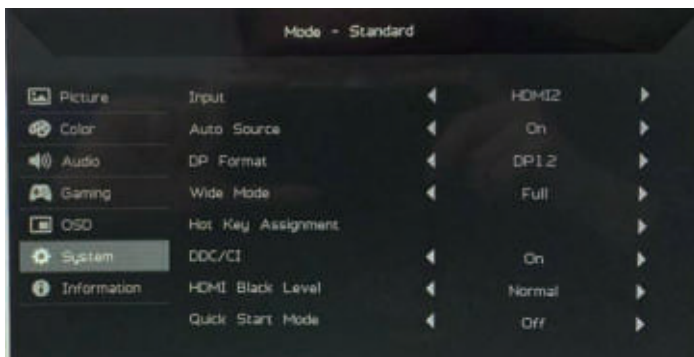 Mode - Standard
Picture Input HDMI2
Color Auto Source On
Audio DP Format DP1.2
Gaming Wide Mode Full
OSD Hot Key Assignment
System DDC/CI On
Information HDMI Black Level Normal
Quick Start Mode Off